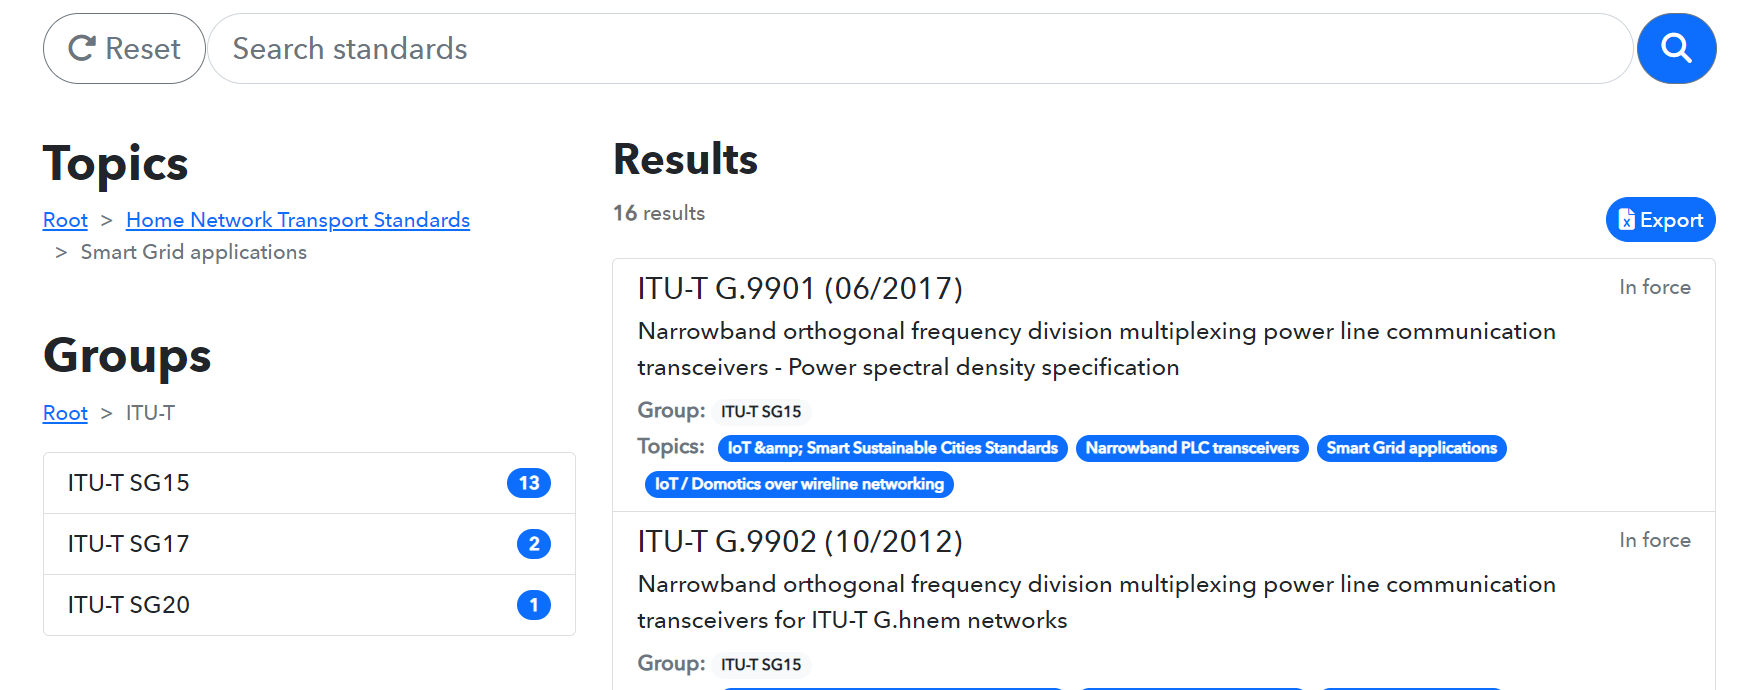 Reset
Search standards
Topics
Root > Home Network Transport Standards
> Smart Grid applications
Groups
Root > ITU-T
ITU-T SG15 13
ITU-T SG17 2
ITU-T SG20 1
Results
16 results
Export
ITU-T G.9901 (06/2017) In force
Narrowband orthogonal frequency division multiplexing power line communication
transceivers - Power spectral density specification
Group: ITU-T SG15
Topics: IoT &amp; Smart Sustainable Cities Standards Narrowband PLC transceivers Smart Grid applications
IoT / Domotics over wireline networking
ITU-T G.9902 (10/2012) In force
Narrowband orthogonal frequency division multiplexing power line communication
transceivers for ITU-T G.hnem networks
Group: ITU-T SG15